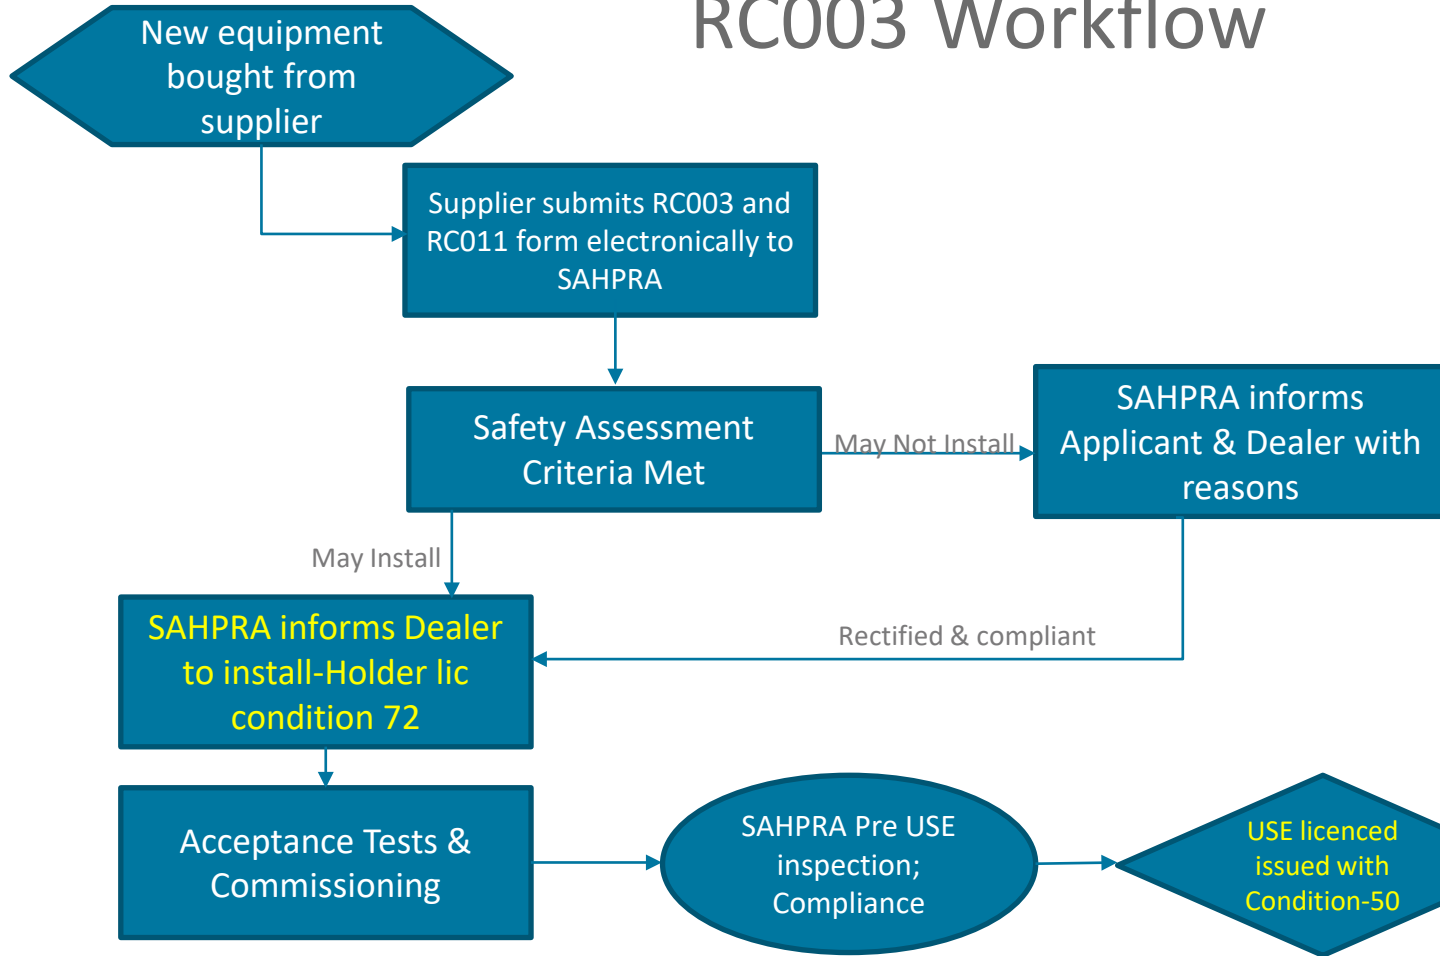 RC003 Workflow
New equipment
bought from
supplier
Supplier submits RC003 and
RC011 form electronically to
SAHPRA
Safety Assessment
Criteria Met
May Not Install
SAHPRA informs
Applicant & Dealer with
reasons
May Install
Rectified & compliant
SAHPRA informs Dealer
to install-Holder lic
condition 72
Acceptance Tests &
Commissioning
SAHPRA Pre USE
inspection;
Compliance
USE licenced
issued with
Condition-50